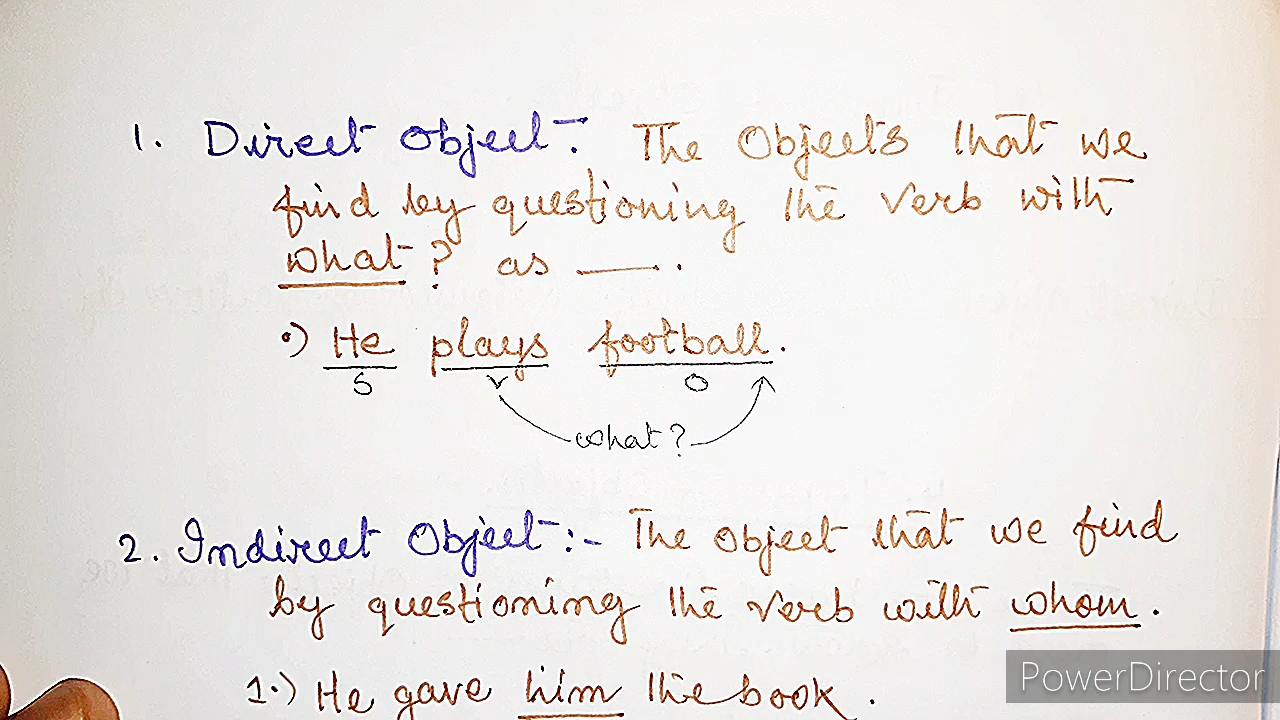 1. Direct Object:- The Objects that we
find by questioning the verb with
what? as ——.
•) He plays football.
S V O
what?
2. Indirect Object:- The object that we find
by questioning the verb with whom.
1.) He gave him the book.
PowerDirector